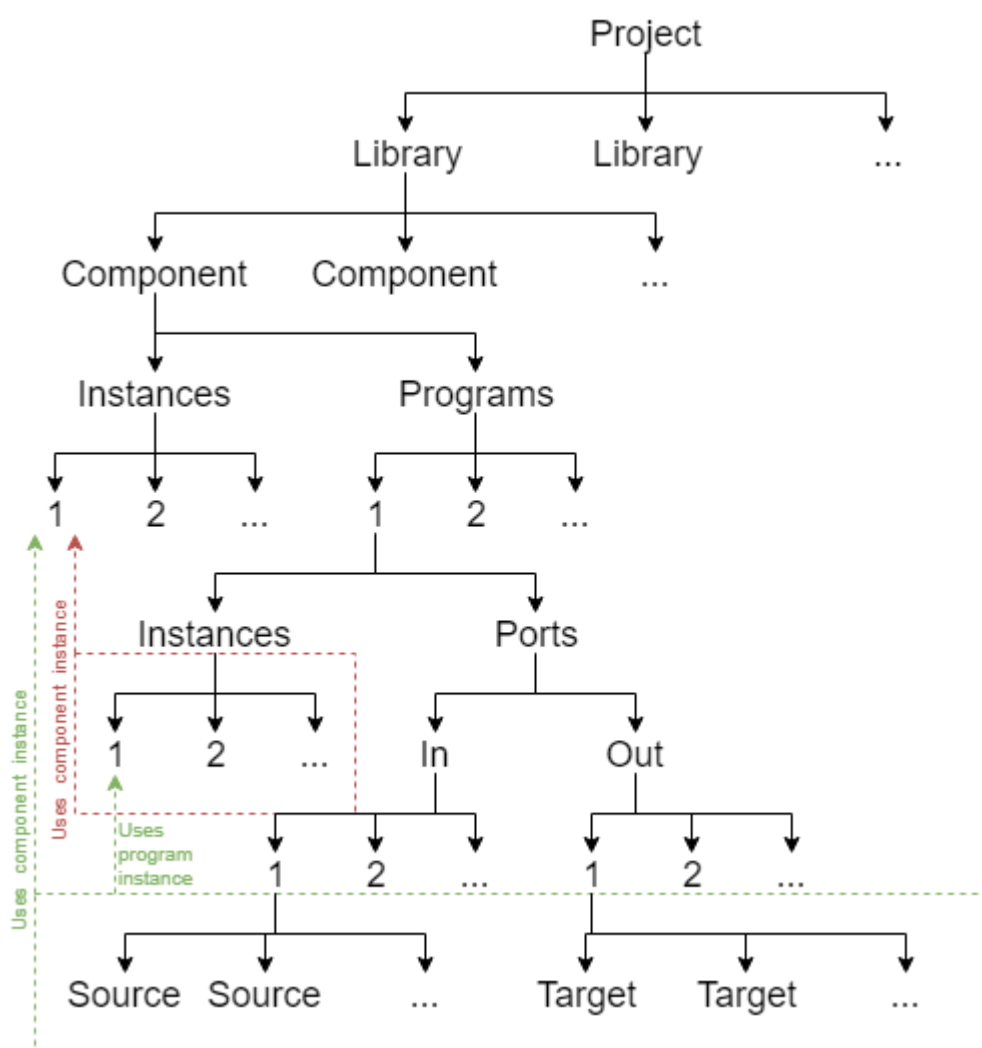 Project
Library Library ...
Component Component ...
Instances Programs
1 2 ... 1 2 ...
Instances Ports
1 2 ... In Out
Uses component instance
Uses component instance
Uses
program
instance
1 2 ... 1 2 ...
Source Source ... Target Target ...